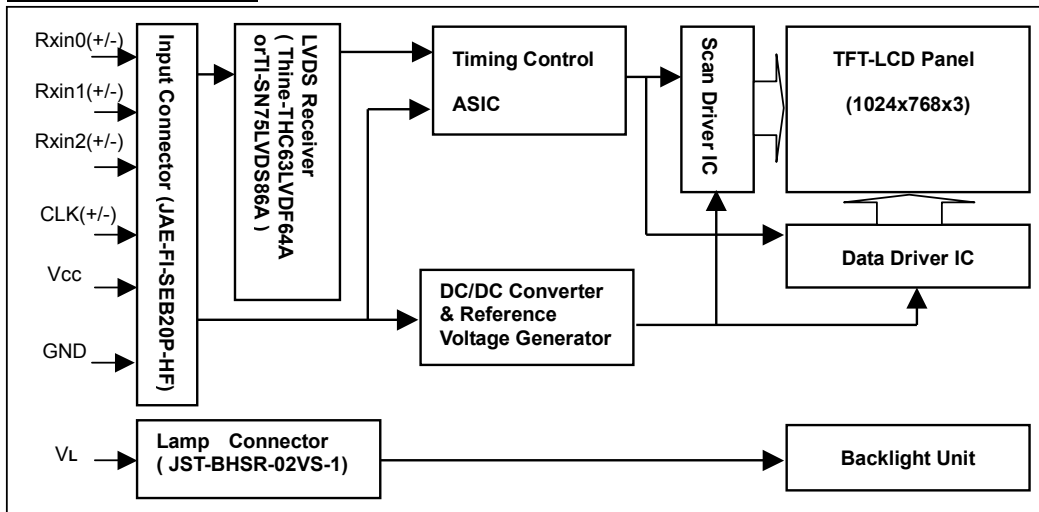 Rxin0(+/-)
Rxin1(+/-)
Rxin2(+/-)
CLK(+/-)
Vcc
GND
Input Connector (JAE-FI-SEB20P-HF)
LVDS Receiver
( Thine-THC63LVDF64A
orTI-SN75LVDS86A )
Timing Control
ASIC
Scan Driver IC
TFT-LCD Panel
(1024x768x3)
Data Driver IC
DC/DC Converter
& Reference
Voltage Generator
VL
Lamp Connector
( JST-BHSR-02VS-1)
Backlight Unit